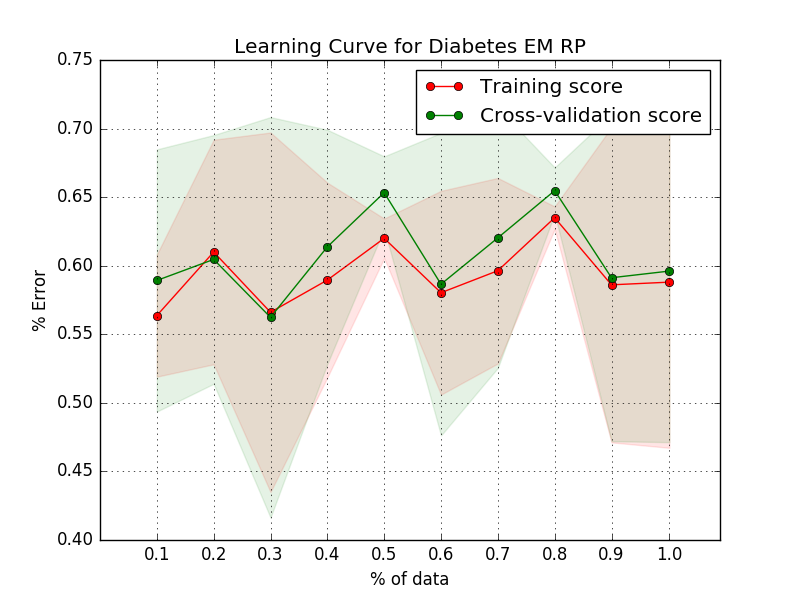 Learning Curve for Diabetes EM RP
Training score
Cross-validation score
0.75
0.70
0.65
0.60
0.55
0.50
0.45
0.40
% Error
0.1 0.2 0.3 0.4 0.5 0.6 0.7 0.8 0.9 1.0
% of data